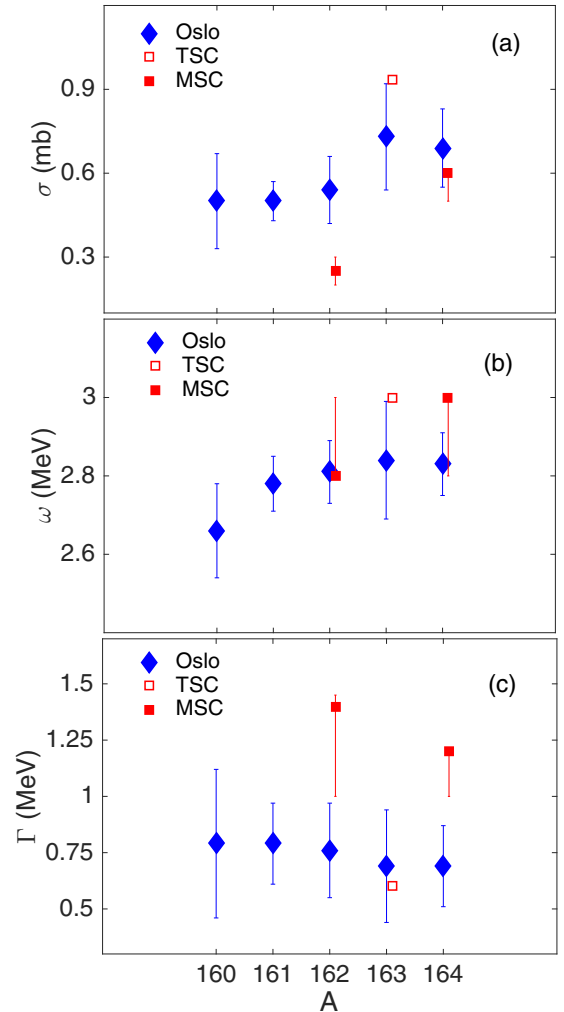 Oslo
TSC
MSC
(a)
0.9
0.6
0.3
σ (mb)
Oslo
TSC
MSC
(b)
3
2.8
2.6
ω (MeV)
Oslo
TSC
MSC
(c)
1.5
1.25
1
0.75
0.5
Γ (MeV)
160 161 162 163 164
A